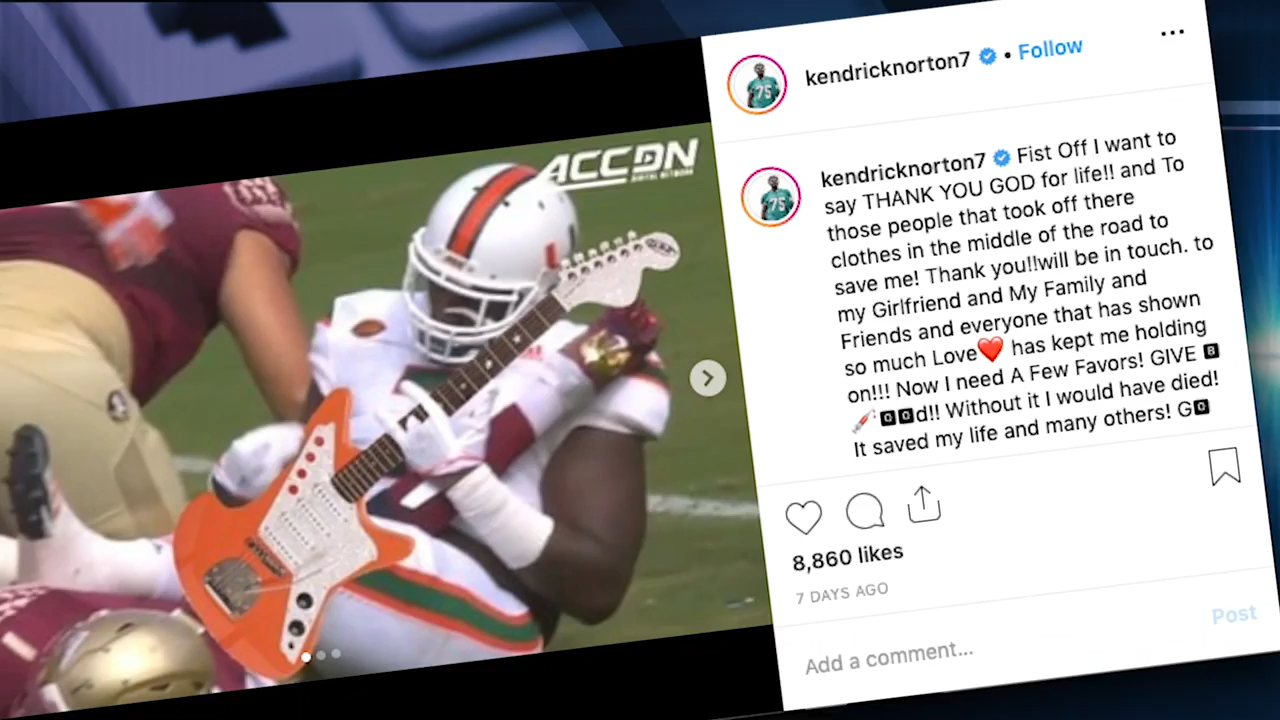 ACCDN
DIGITAL NETWORK
kendricknorton7 • Follow
75
kendricknorton7 Fist Off I want to
75
say THANK YOU GOD for life!! and To
those people that took off there
clothes in the middle of the road to
save me! Thank you!!will be in touch. to
my Girlfriend and My Family and
Friends and everyone that has shown
so much Love❤️ has kept me holding
on!!! Now I need A Few Favors! GIVE 🅱
💉🅾🅾d!! Without it I would have died!
It saved my life and many others! G🅾
8,860 likes
7 DAYS AGO
Add a comment...
Post